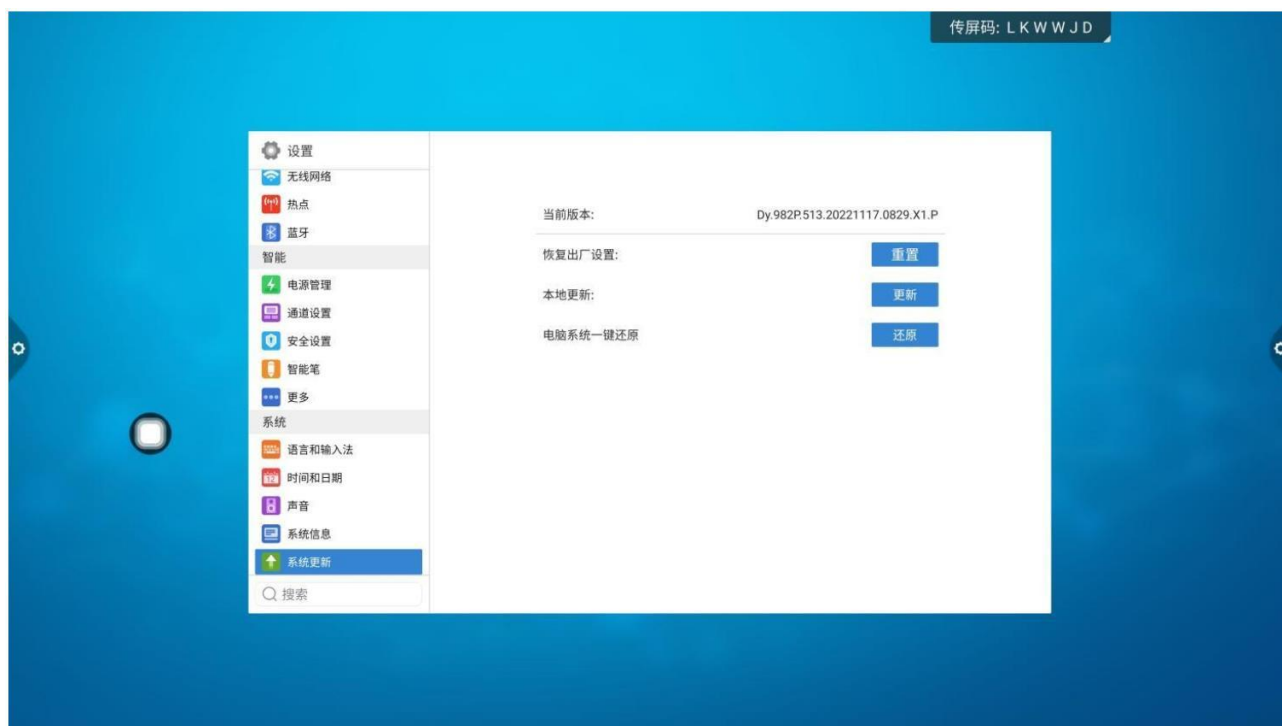 传屏码: L K W W J D
设置
无线网络
热点
蓝牙
智能
电源管理
通道设置
安全设置
智能笔
更多
系统
语言和输入法
时间和日期
声音
系统信息
系统更新
搜索
当前版本: Dy.982P.513.20221117.0829.X1.P
恢复出厂设置: 重置
本地更新: 更新
电脑系统一键还原 还原